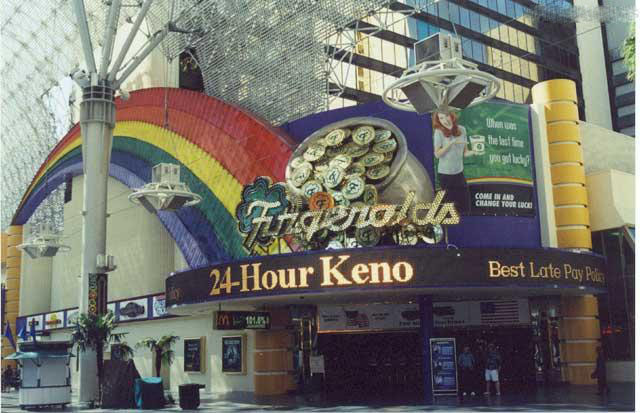 When was
the last time
you got lucky?
COME IN AND
CHANGE YOUR LUCK!
Fitzgeralds
24-Hour Keno
Best Late Pay Policy